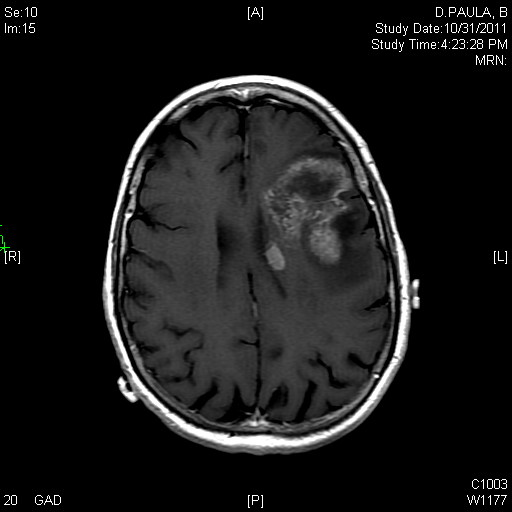 Se:10
Im:15
[A]
D.PAULA, B
Study Date:10/31/2011
Study Time:4:23:28 PM
MRN:
[R]
[L]
20 GAD
[P]
C1003
W1177